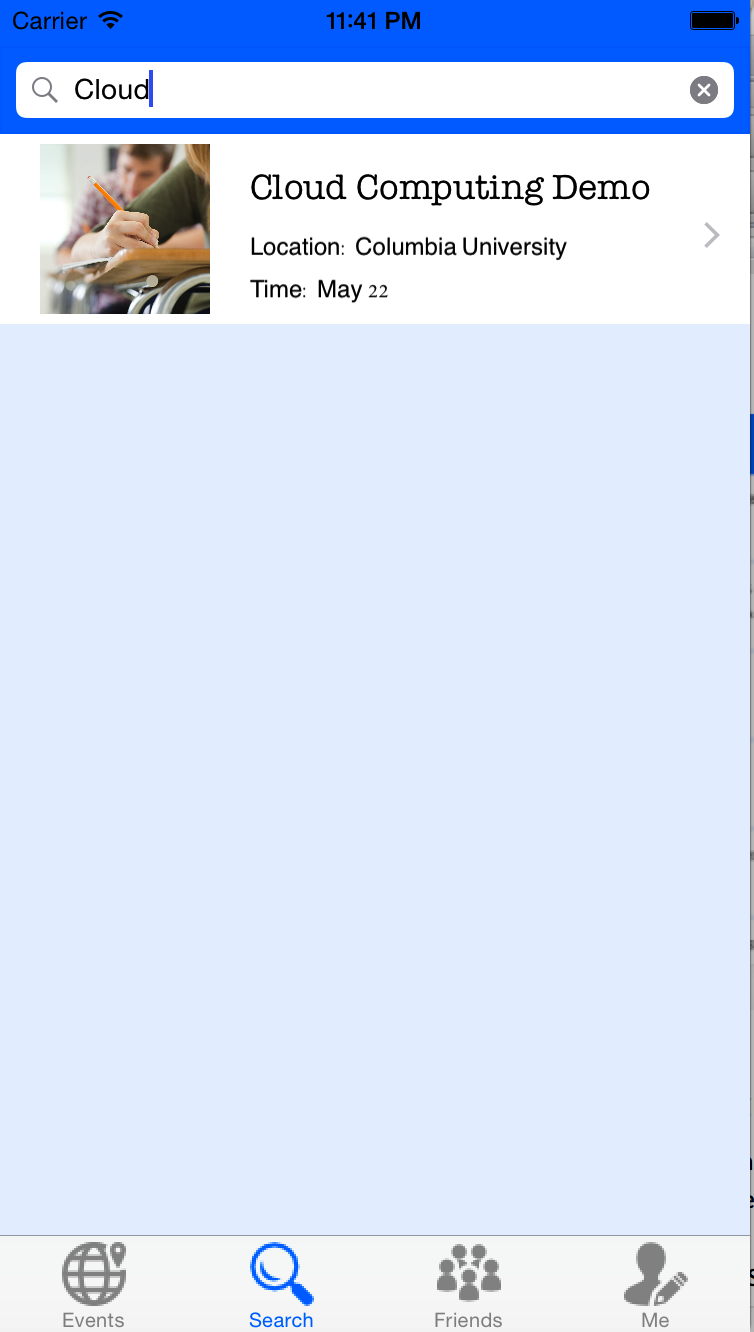 Carrier 11:41 PM
Cloud
Cloud Computing Demo
Location: Columbia University
Time: May 22
Events Search Friends Me